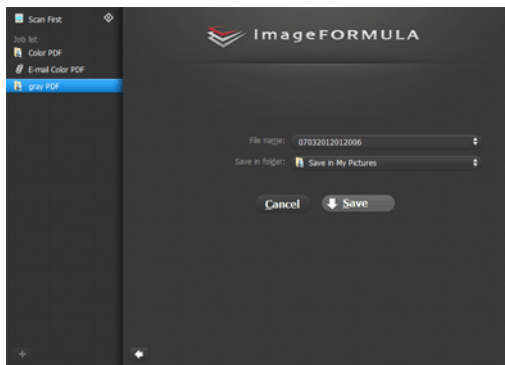 Scan First
Job list:
Color PDF
E-mail Color PDF
gray PDF
imageFORMULA
File name: 07032012012006
Save in folder: Save in My Pictures
Cancel Save